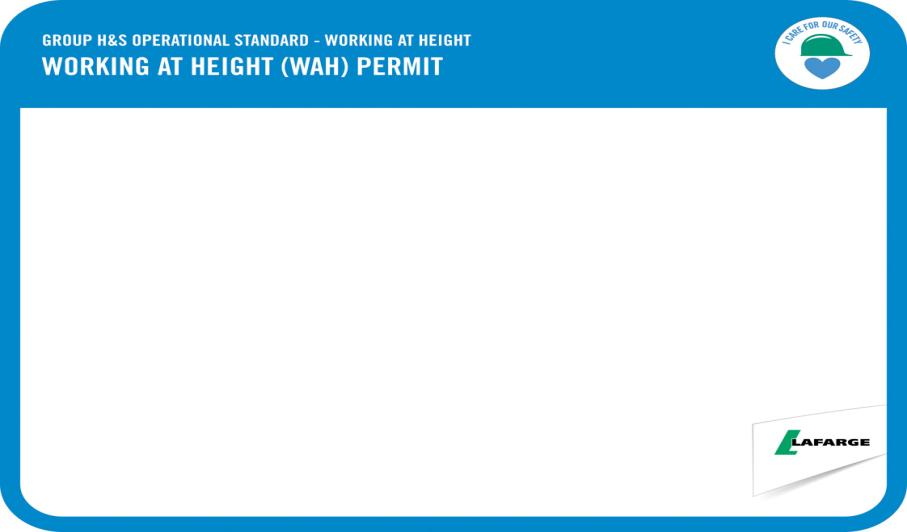 GROUP H&S OPERATIONAL STANDARD - WORKING AT HEIGHT
WORKING AT HEIGHT (WAH) PERMIT
I CARE FOR OUR SAFETY
LAFARGE